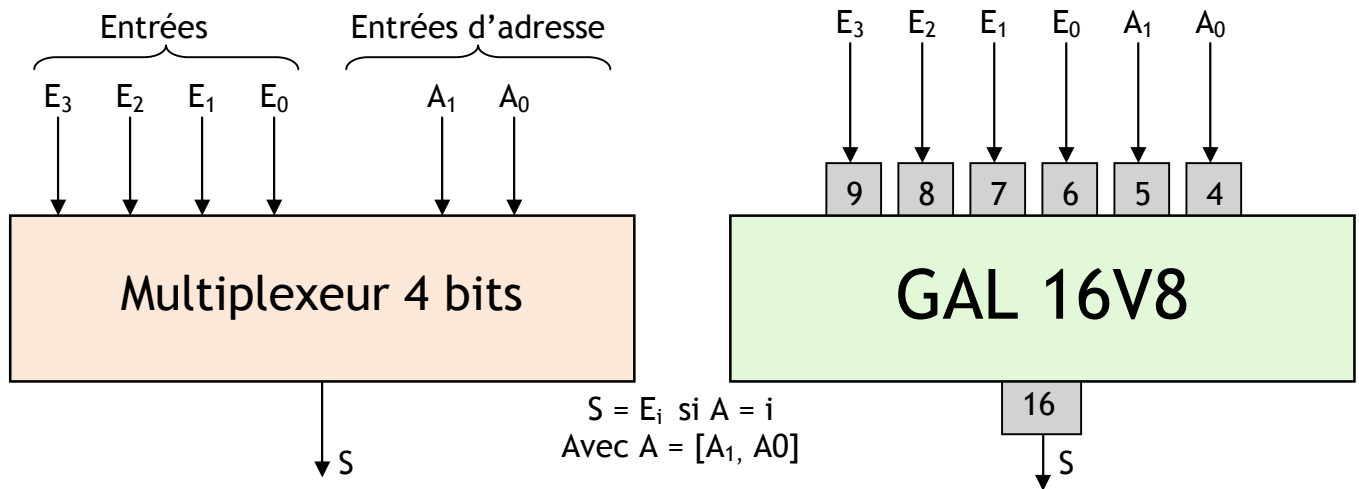 Entrées Entrées d’adresse
E₃ E₂ E₁ E₀ A₁ A₀
Multiplexeur 4 bits
S
S = Eᵢ si A = i
Avec A = [A₁, A0]
E₃ E₂ E₁ E₀ A₁ A₀
9 8 7 6 5 4
GAL 16V8
16
S